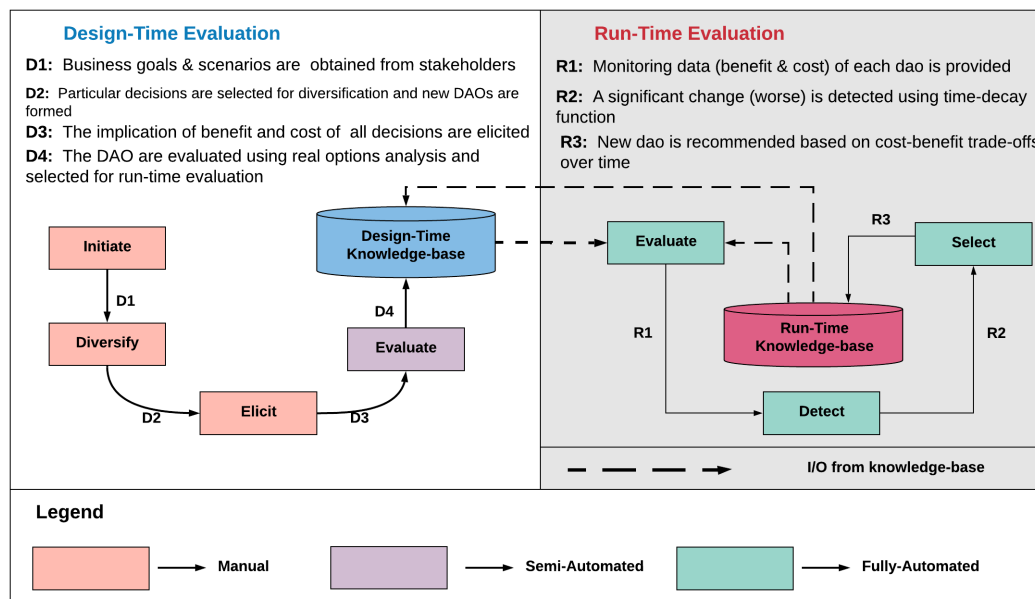 Design-Time Evaluation
D1: Business goals & scenarios are obtained from stakeholders
D2: Particular decisions are selected for diversification and new DAOs are
formed
D3: The implication of benefit and cost of all decisions are elicited
D4: The DAO are evaluated using real options analysis and
selected for run-time evaluation
Run-Time Evaluation
R1: Monitoring data (benefit & cost) of each dao is provided
R2: A significant change (worse) is detected using time-decay
function
R3: New dao is recommended based on cost-benefit trade-offs
over time
Initiate
D1
Diversify
D2
Elicit
D3
Evaluate
D4
Design-Time
Knowledge-base
Evaluate
R1
Detect
R2
Select
R3
Run-Time
Knowledge-base
I/O from knowledge-base
Legend
Manual
Semi-Automated
Fully-Automated